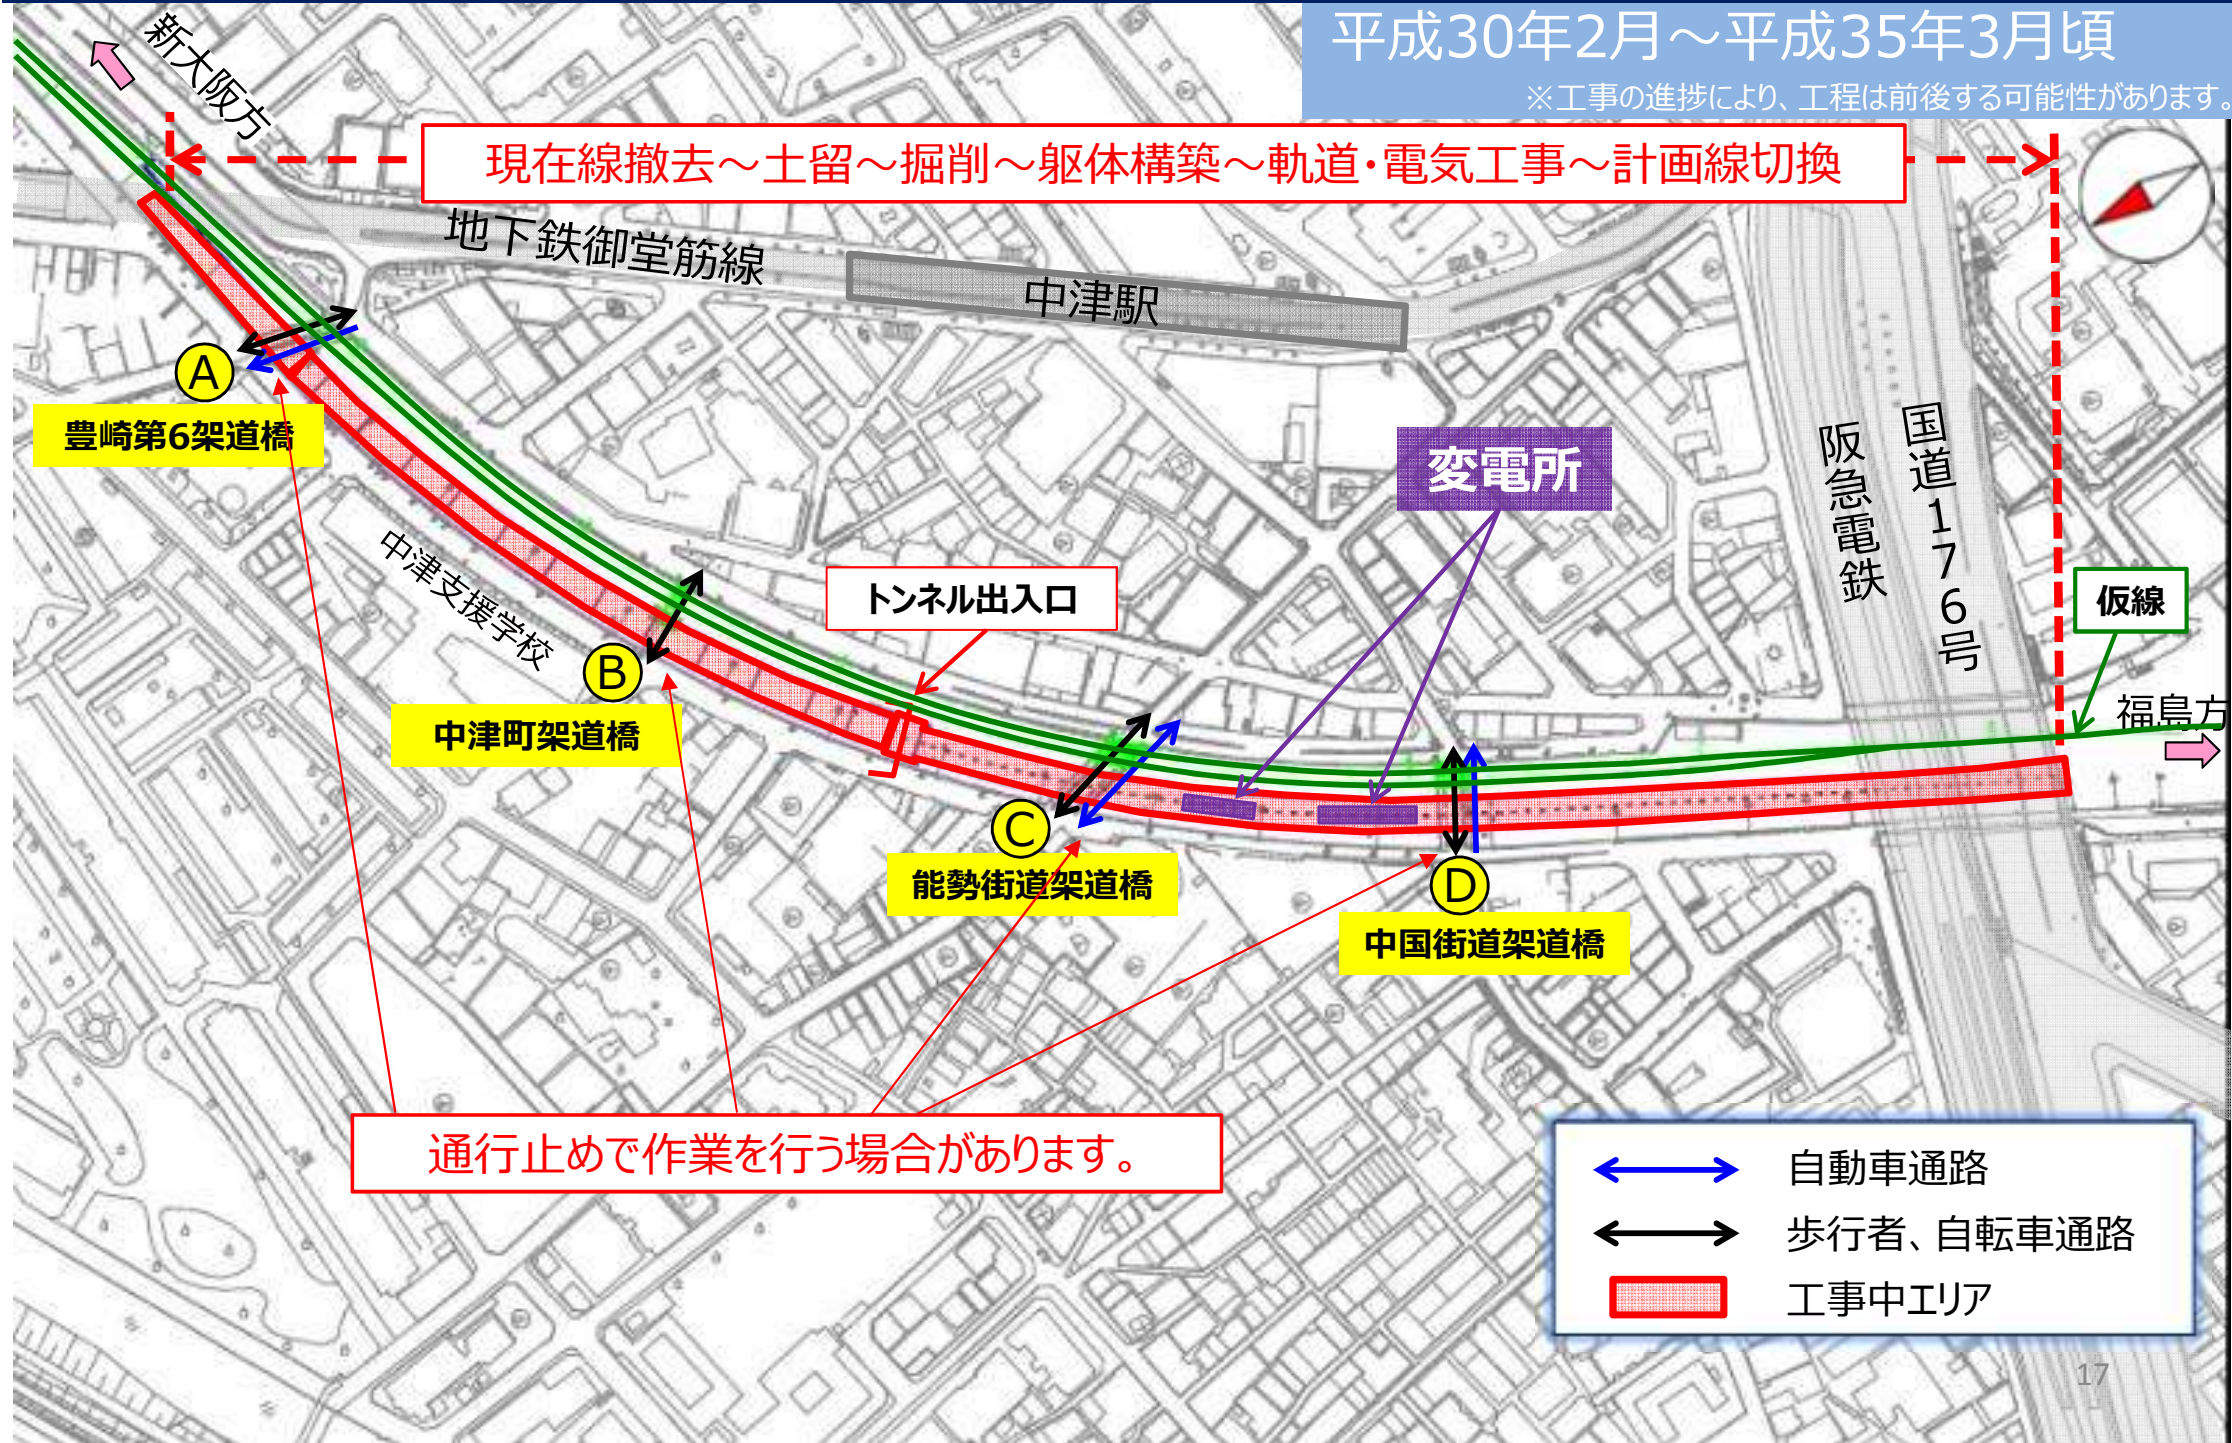 平成30年2月～平成35年3月頃
※工事の進捗により、工程は前後する可能性があります。
新大阪方
現在線撤去～土留～掘削～躯体構築～軌道・電気工事～計画線切換
地下鉄御堂筋線
中津駅
A
豊崎第6架道橋
変電所
阪急電鉄
国道176号
中津支援学校
トンネル出入口
仮線
B
中津町架道橋
福島方
C
能勢街道架道橋
D
中国街道架道橋
通行止めで作業を行う場合があります。
自動車通路
歩行者、自転車通路
工事中エリア
17